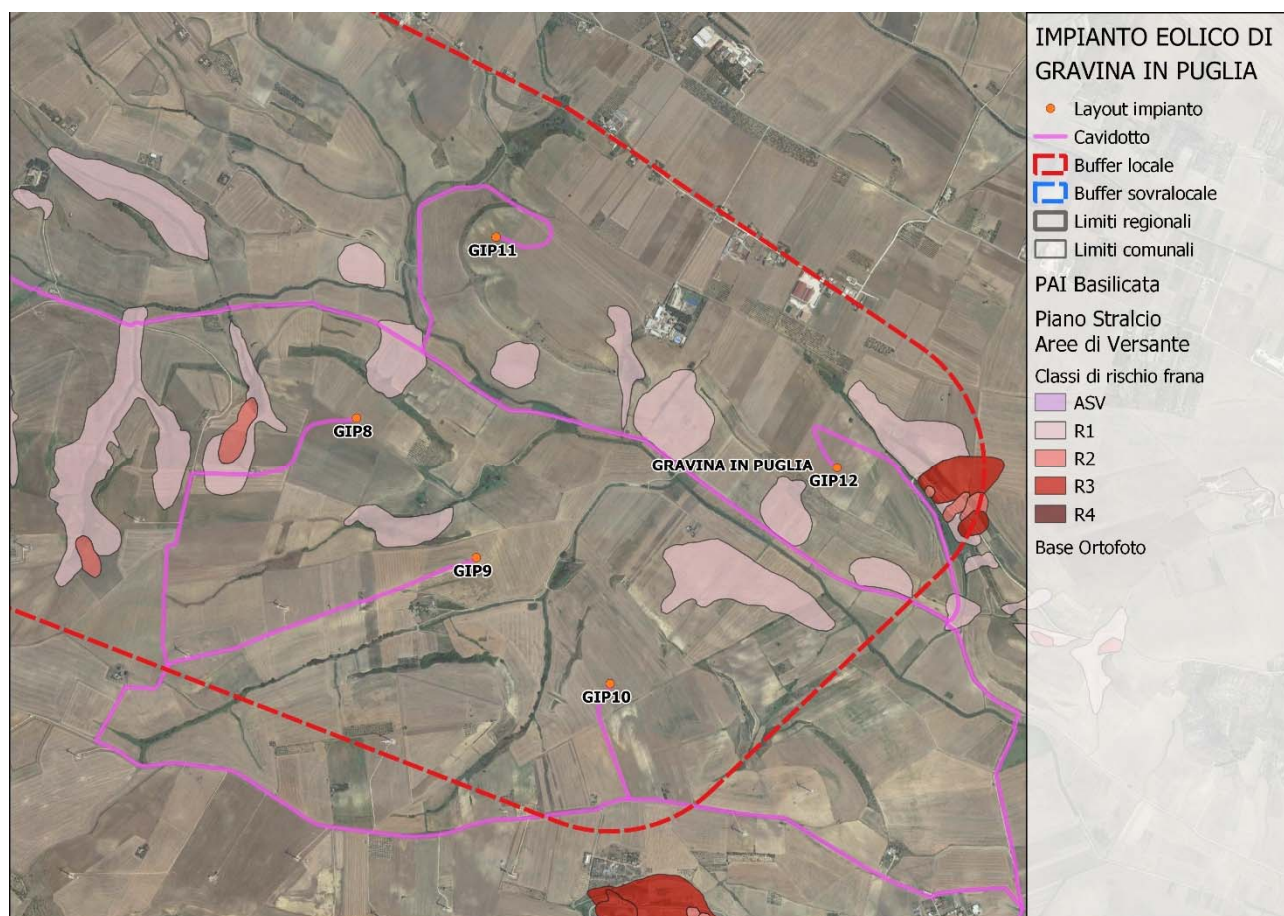 IMPIANTO EOLICO DI
GRAVINA IN PUGLIA
Layout impianto
Cavidotto
Buffer locale
Buffer sovralocale
Limiti regionali
Limiti comunali
PAI Basilicata
Piano Stralcio
Aree di Versante
Classi di rischio frana
ASV
R1
R2
R3
R4
Base Ortofoto
GIP11
GIP8
GRAVINA IN PUGLIA
GIP12
GIP9
GIP10